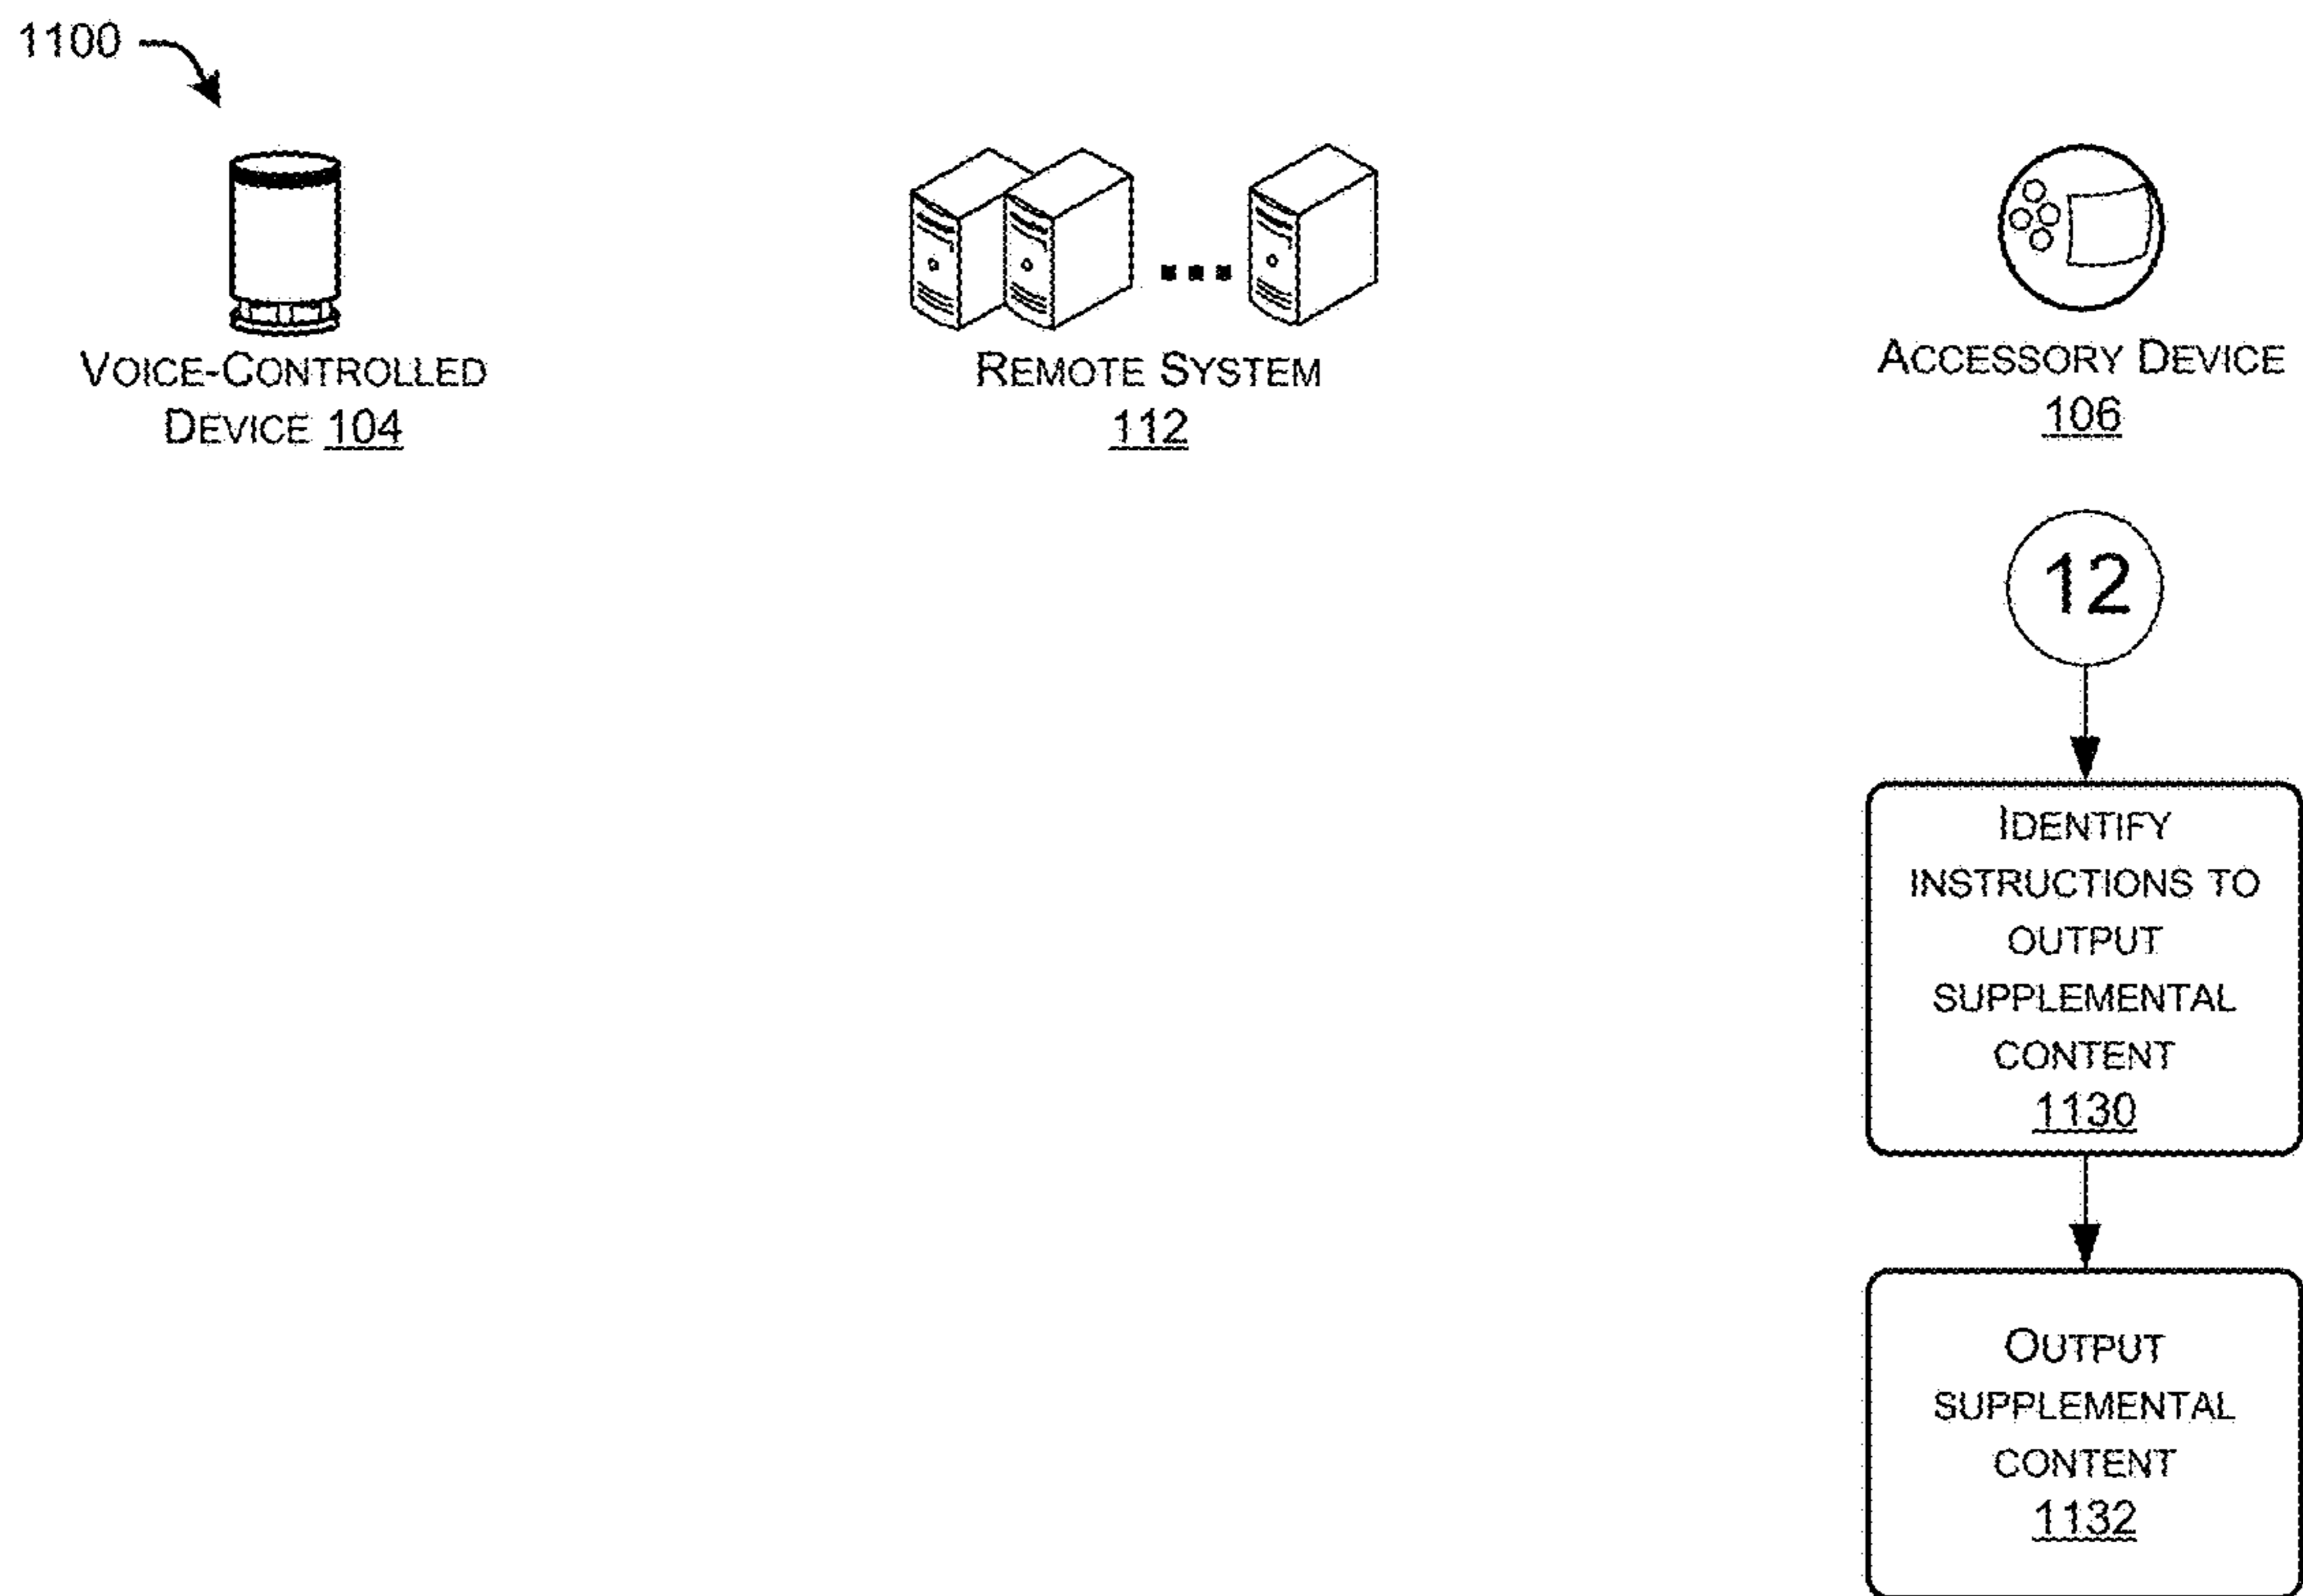 1100
VOICE-CONTROLLED
DEVICE 104
REMOTE SYSTEM
112
ACCESSORY DEVICE
106
12
IDENTIFY
INSTRUCTIONS TO
OUTPUT
SUPPLEMENTAL
CONTENT
1130
OUTPUT
SUPPLEMENTAL
CONTENT
1132